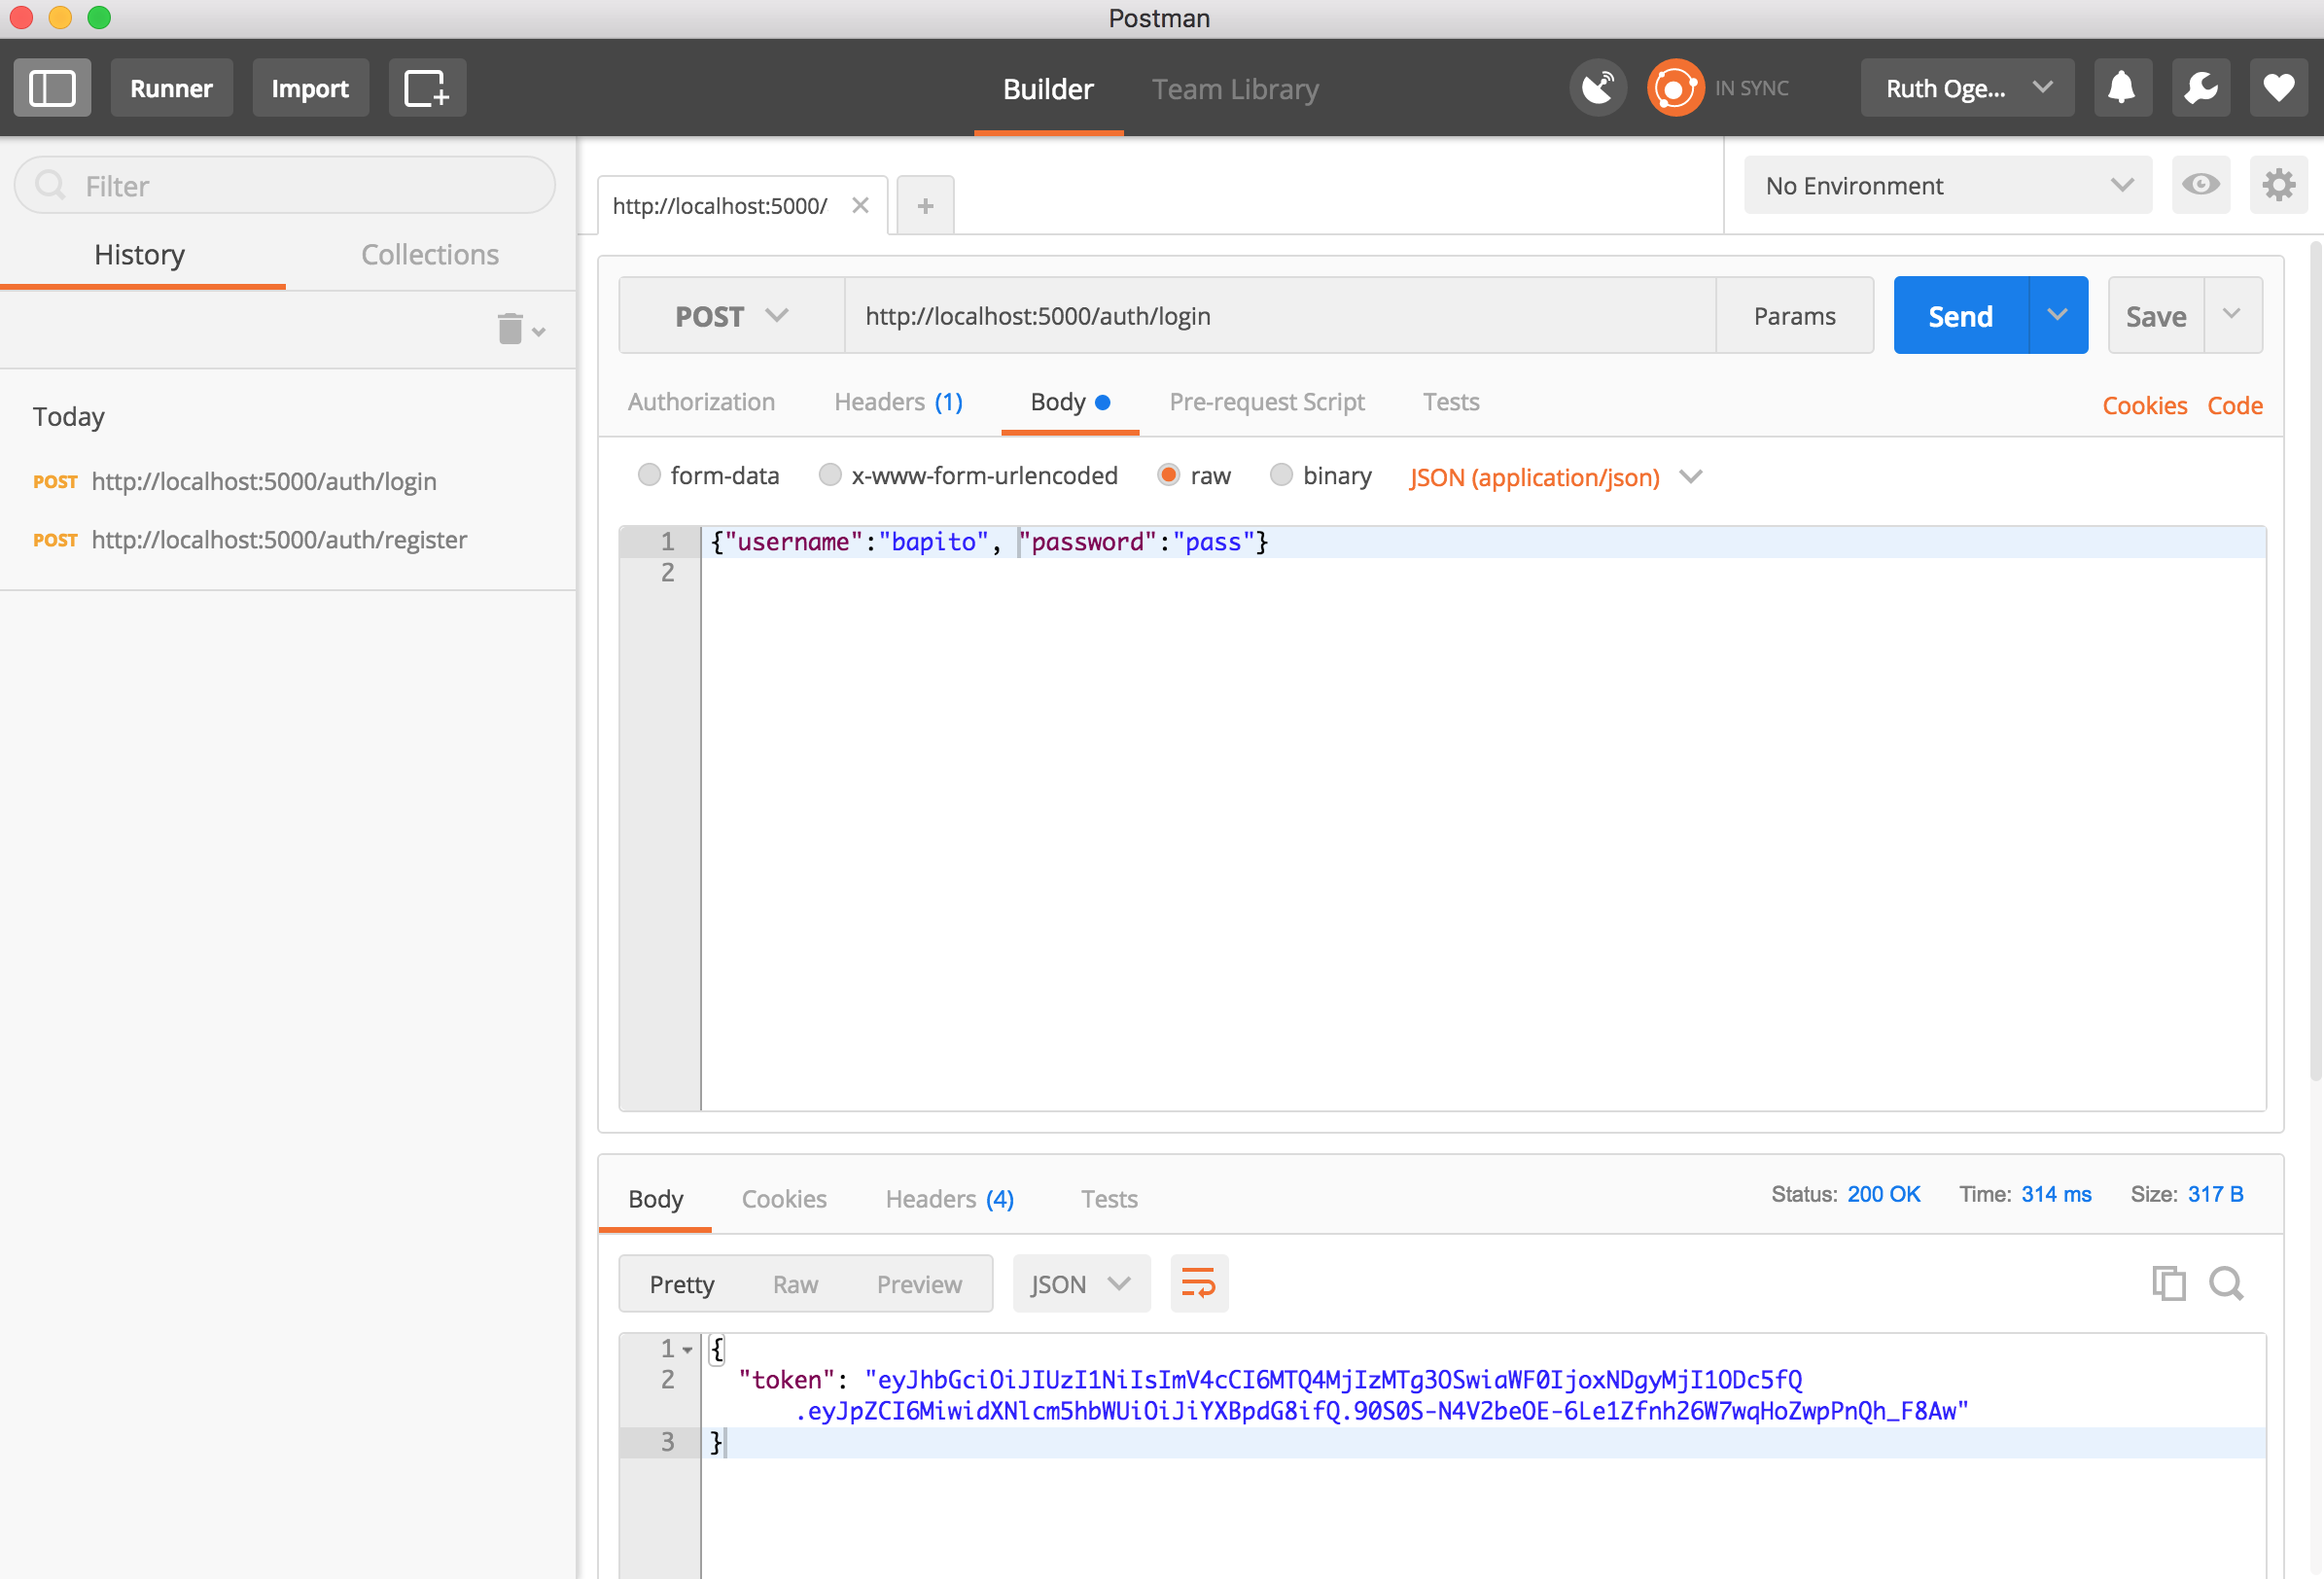 Postman
Runner
Import
Builder
Team Library
IN SYNC
Ruth Oge...
Filter
History
Collections
Today
POST http://localhost:5000/auth/login
POST http://localhost:5000/auth/register
http://localhost:5000/
No Environment
POST
http://localhost:5000/auth/login
Params
Send
Save
Authorization
Headers (1)
Body
Pre-request Script
Tests
Cookies
Code
form-data
x-www-form-urlencoded
raw
binary
JSON (application/json)
1 {"username":"bapito", "password":"pass"}
2
Body
Cookies
Headers (4)
Tests
Status: 200 OK
Time: 314 ms
Size: 317 B
Pretty
Raw
Preview
JSON
1 {
2 "token": "eyJhbGciOiJIUzI1NiIsImV4cCI6MTQ4MjIzMTg3OSwiaWF0IjoxNDgyMjI1ODc5fQ
.eyJpZCI6MiwidXNlcm5hbWUiOiJiYXBpdG8ifQ.90S0S-N4V2beOE-6Le1Zfnh26W7wqHoZwpPnQh_F8Aw"
3 }